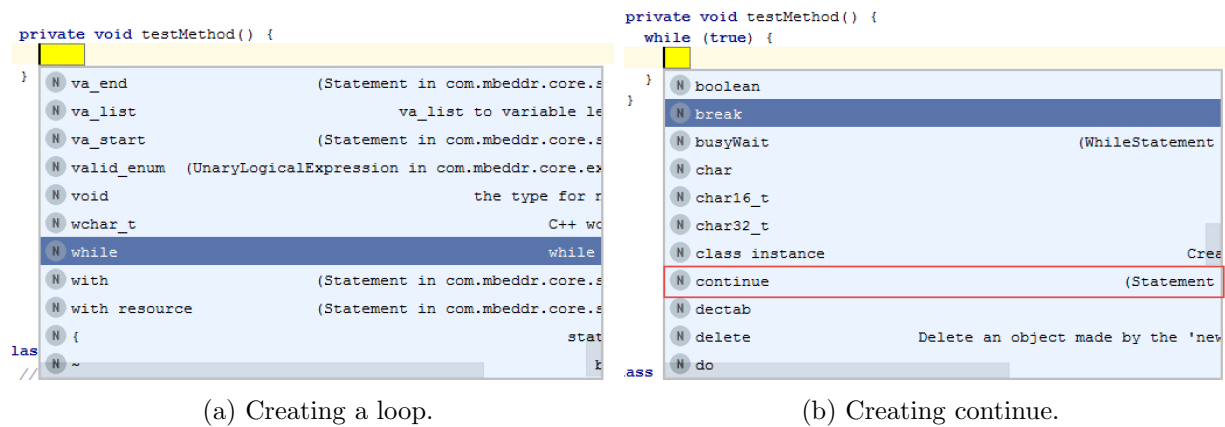 private void testMethod() {
N va_end (Statement in com.mbeddr.core.s
} N va_list va_list to variable le
N va_start (Statement in com.mbeddr.core.s
N valid_enum (UnaryLogicalExpression in com.mbeddr.core.ex
N void the type for n
N wchar_t C++ wc
N while while
N with (Statement in com.mbeddr.core.s
N with resource (Statement in com.mbeddr.core.s
N { stat
las
// N ~ b
(a) Creating a loop.
private void testMethod() {
while (true) {
} N boolean
} N break
N busyWait (WhileStatement
N char
N char16_t
N char32_t
N class instance Crea
N continue (Statement
N dectab
N delete Delete an object made by the 'new
.ass N do
(b) Creating continue.